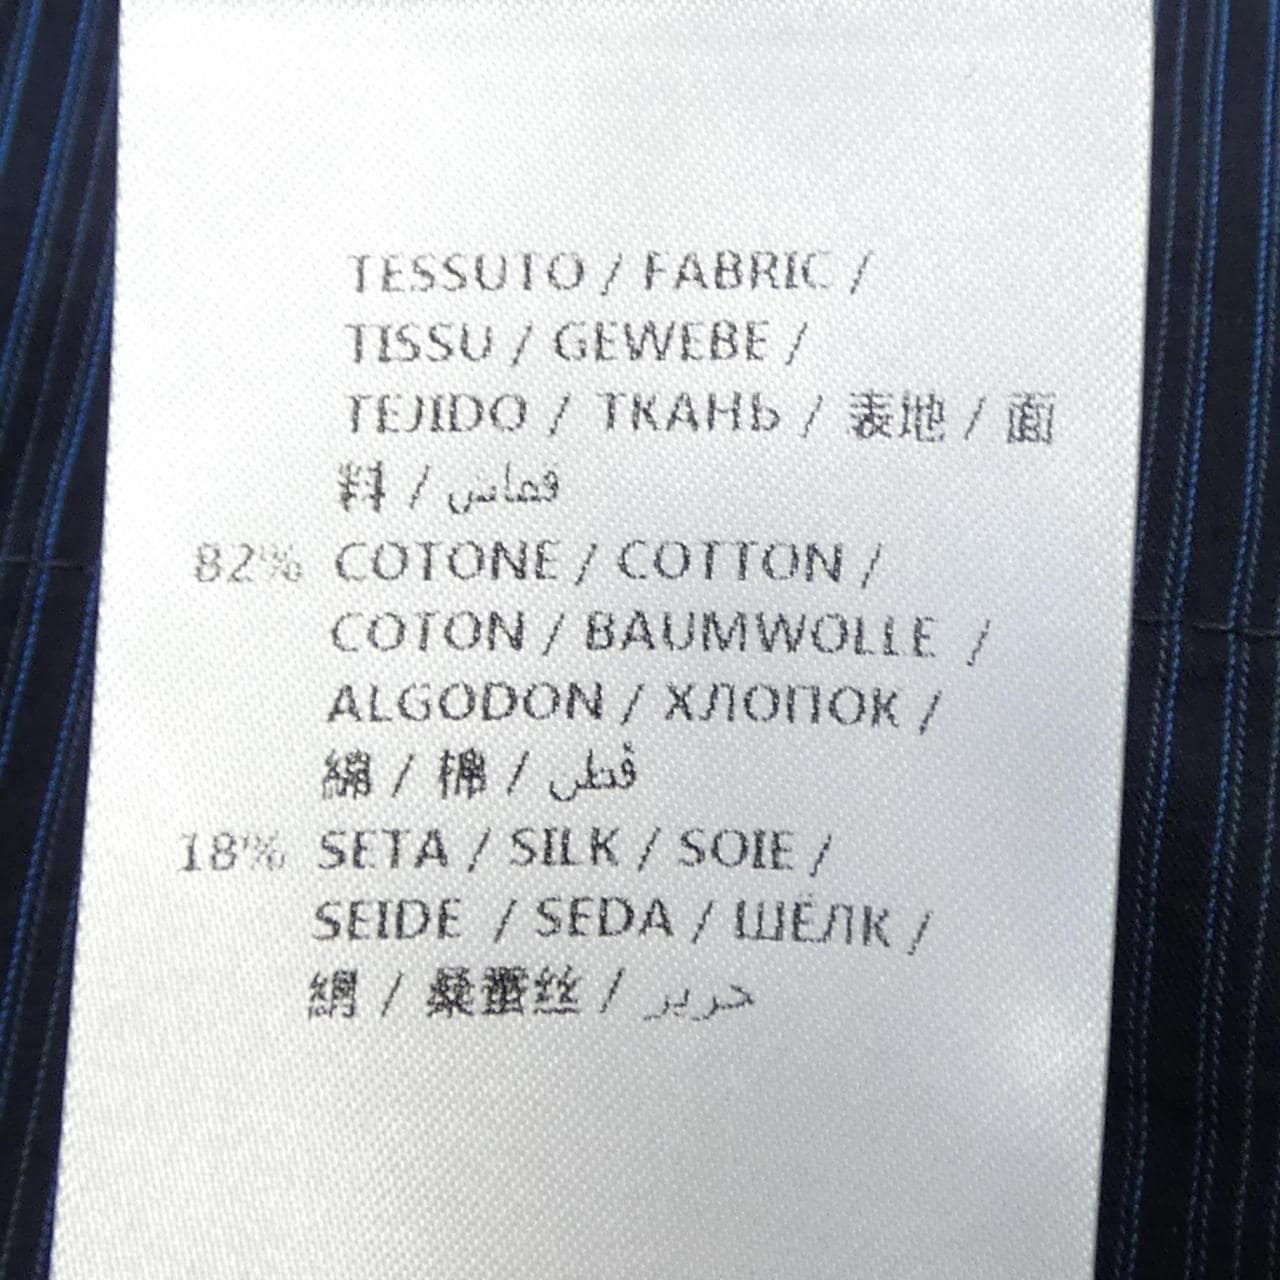 TESSUTO / FABRIC /
TISSU / GEWEBE /
TEJIDO / ТКАНЬ / 表地 / 面
料 / قماش
82% COTONE / COTTON /
COTON / BAUMWOLLE /
ALGODON / ХЛОПОК /
綿 / 棉 / قطن
18% SETA / SILK / SOIE /
SEIDE / SEDA / ШЁЛК /
絹 / 桑蚕丝 / حرير